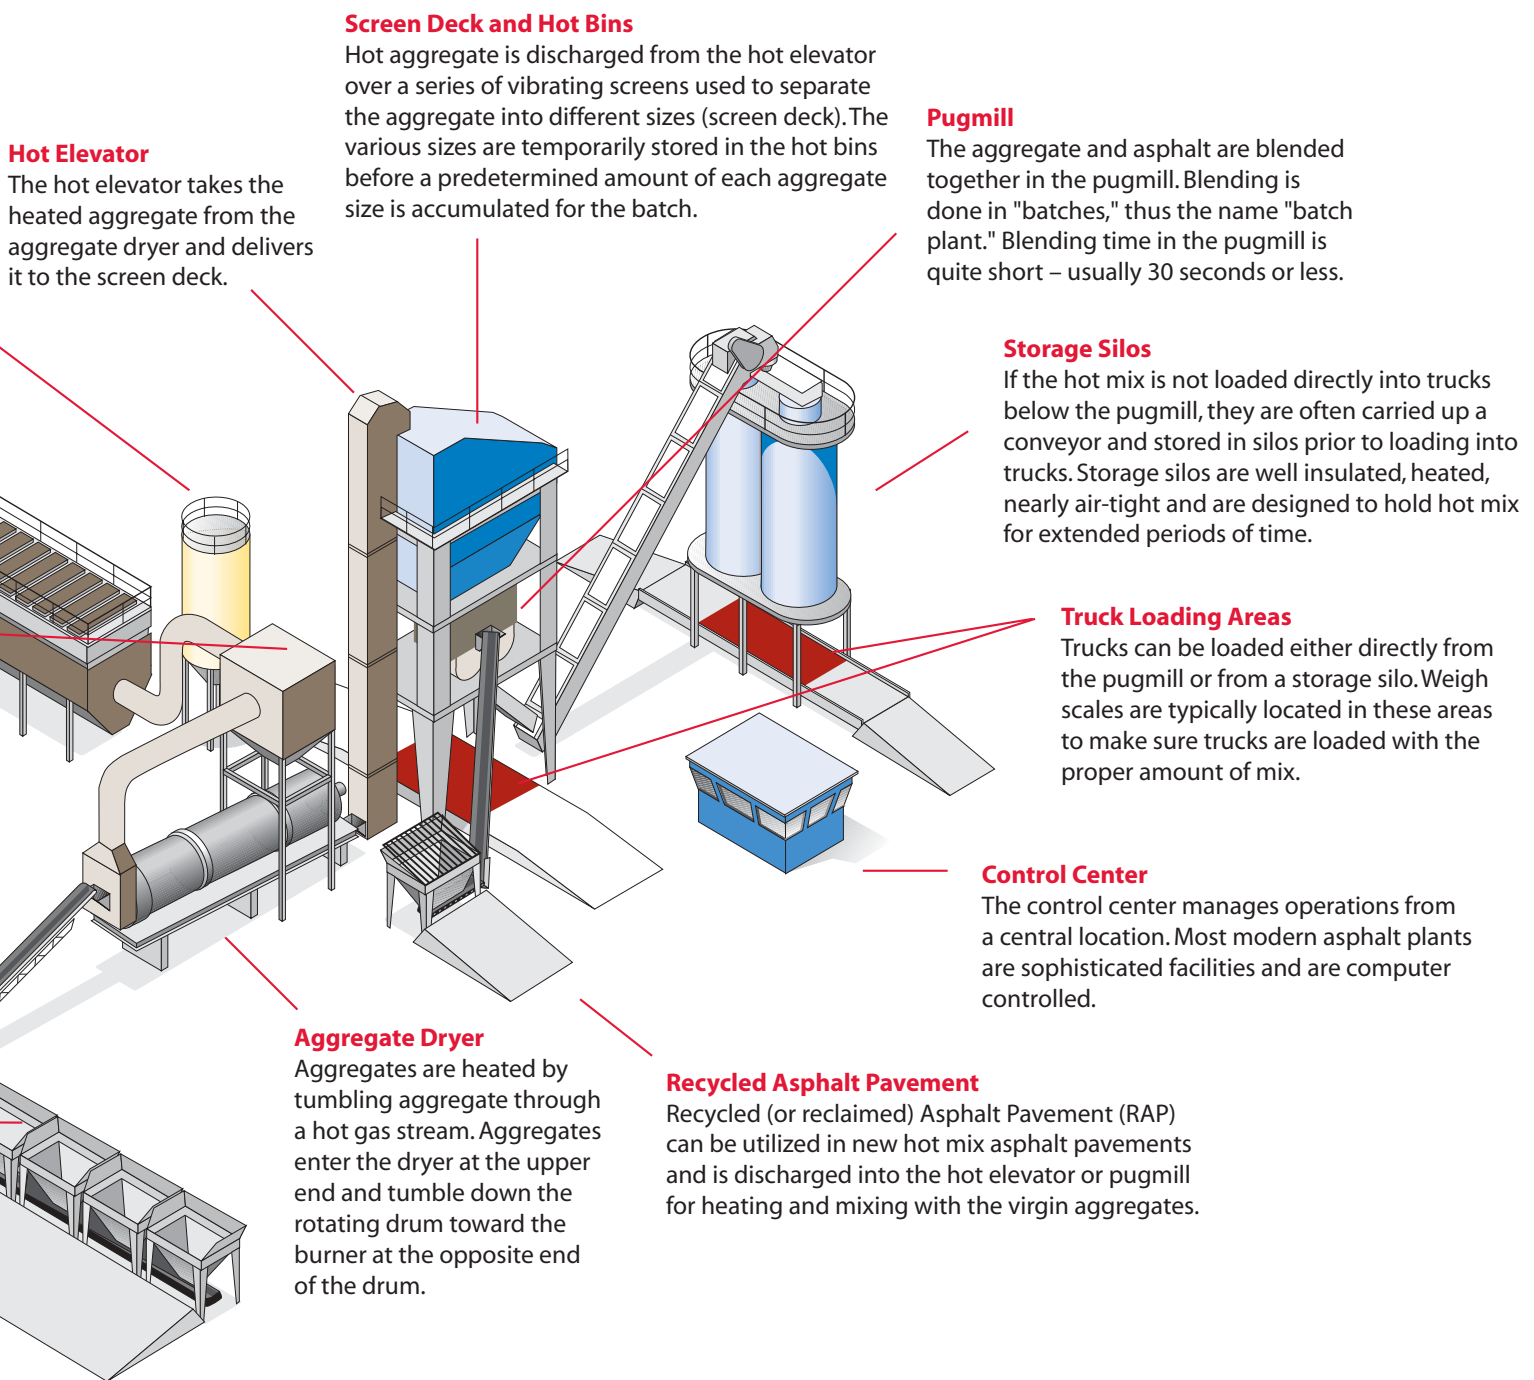 Screen Deck and Hot Bins
Hot aggregate is discharged from the hot elevator
over a series of vibrating screens used to separate
the aggregate into different sizes (screen deck). The
various sizes are temporarily stored in the hot bins
before a predetermined amount of each aggregate
size is accumulated for the batch.
Hot Elevator
The hot elevator takes the
heated aggregate from the
aggregate dryer and delivers
it to the screen deck.
Pugmill
The aggregate and asphalt are blended
together in the pugmill. Blending is
done in "batches," thus the name "batch
plant." Blending time in the pugmill is
quite short – usually 30 seconds or less.
Storage Silos
If the hot mix is not loaded directly into trucks
below the pugmill, they are often carried up a
conveyor and stored in silos prior to loading into
trucks. Storage silos are well insulated, heated,
nearly air-tight and are designed to hold hot mix
for extended periods of time.
Truck Loading Areas
Trucks can be loaded either directly from
the pugmill or from a storage silo. Weigh
scales are typically located in these areas
to make sure trucks are loaded with the
proper amount of mix.
Control Center
The control center manages operations from
a central location. Most modern asphalt plants
are sophisticated facilities and are computer
controlled.
Aggregate Dryer
Aggregates are heated by
tumbling aggregate through
a hot gas stream. Aggregates
enter the dryer at the upper
end and tumble down the
rotating drum toward the
burner at the opposite end
of the drum.
Recycled Asphalt Pavement
Recycled (or reclaimed) Asphalt Pavement (RAP)
can be utilized in new hot mix asphalt pavements
and is discharged into the hot elevator or pugmill
for heating and mixing with the virgin aggregates.